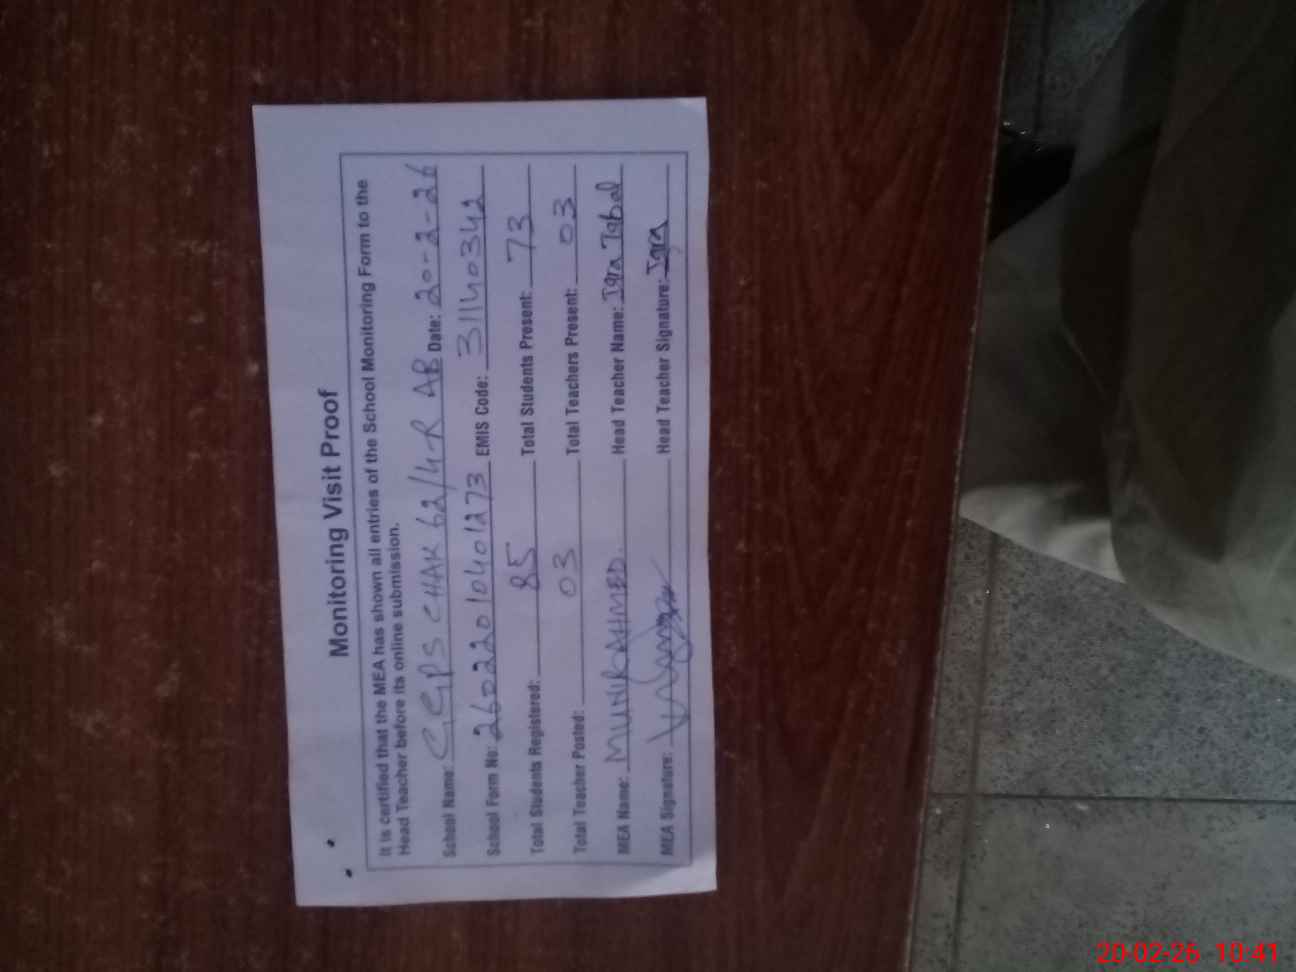 Monitoring Visit Proof
It is certified that the MEA has shown all entries of the School Monitoring Form to the
Head Teacher before its online submission.
School Name: GGPS CHAK 62/4-R AB Date: 20-2-26
School Form No: 26022010401273 EMIS Code: 31140342
Total Students Registered: 85 Total Students Present: 73
Total Teacher Posted: 03 Total Teachers Present: 03
MEA Name: MUNIR AHMED. Head Teacher Name: Iqra Iqbal
MEA Signature: Head Teacher Signature: Iqra
20-02-26 10:41